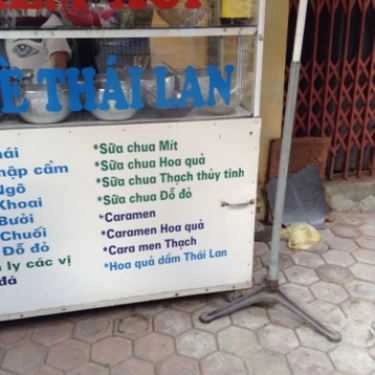 THÁI LAN
hái
hập cẩm
Ngô
Khoai
Bưởi
Chuối
Đỗ đỏ
ly các vị
đá
*Sữa chua Mít
*Sữa chua Hoa quả
*Sữa chua Thạch thủy tinh
*Sữa chua Đỗ đỏ
*Caramen
*Caramen Hoa quả
*Cara men Thạch
*Hoa quả dầm Thái Lan